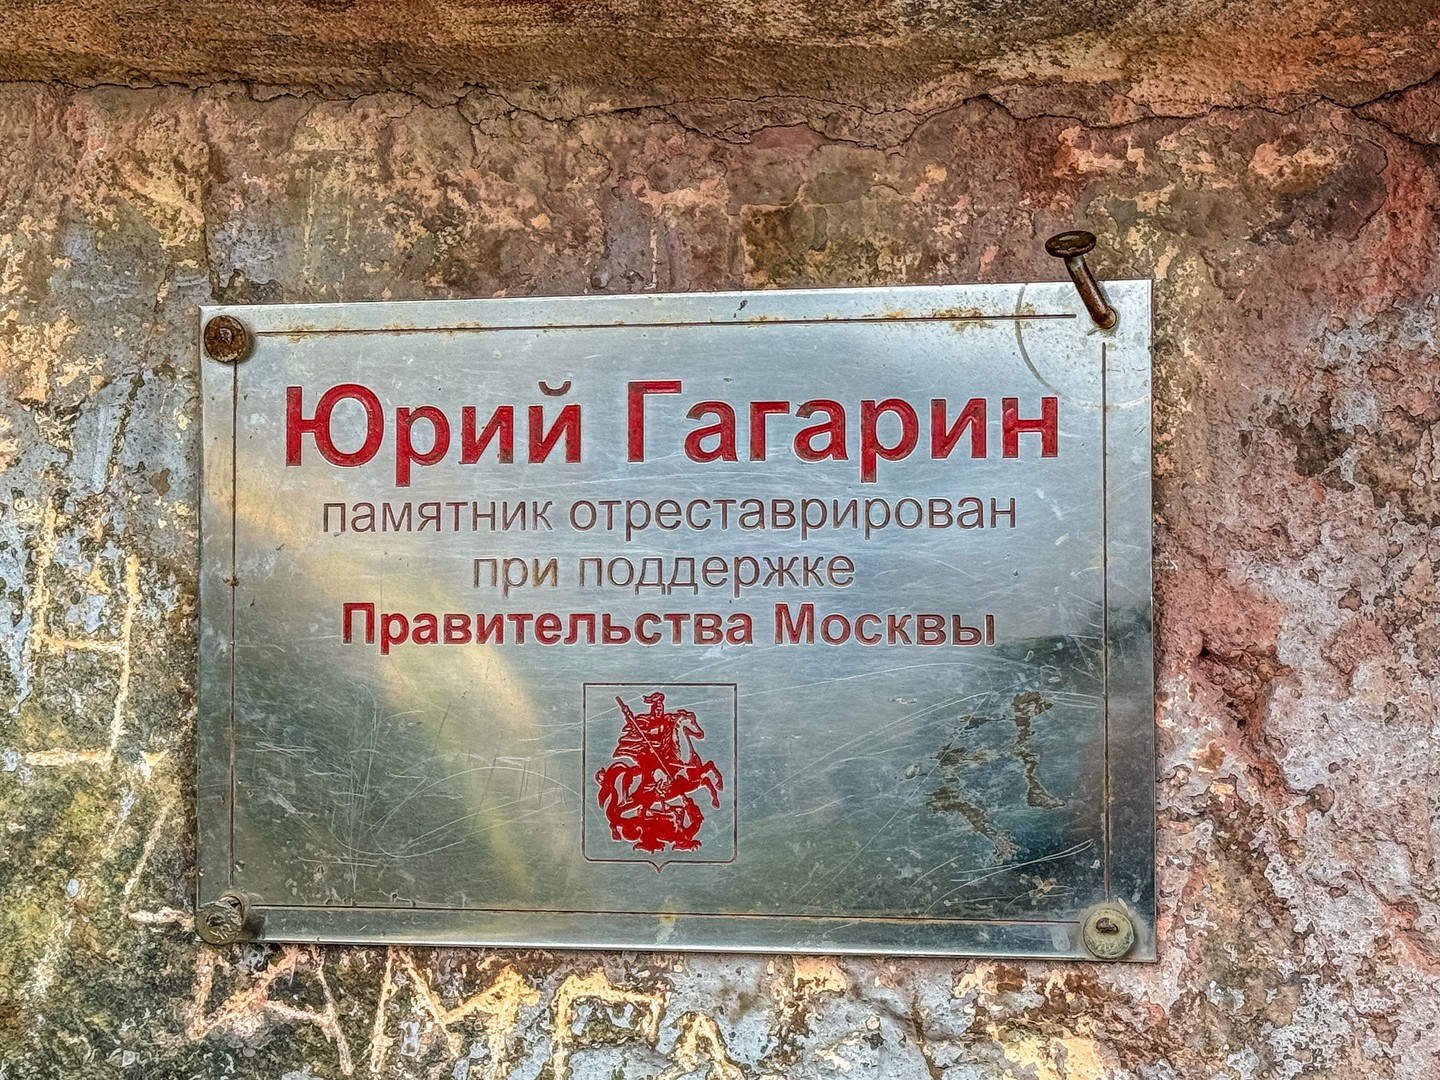 Юрий Гагарин
памятник отреставрирован
при поддержке
Правительства Москвы